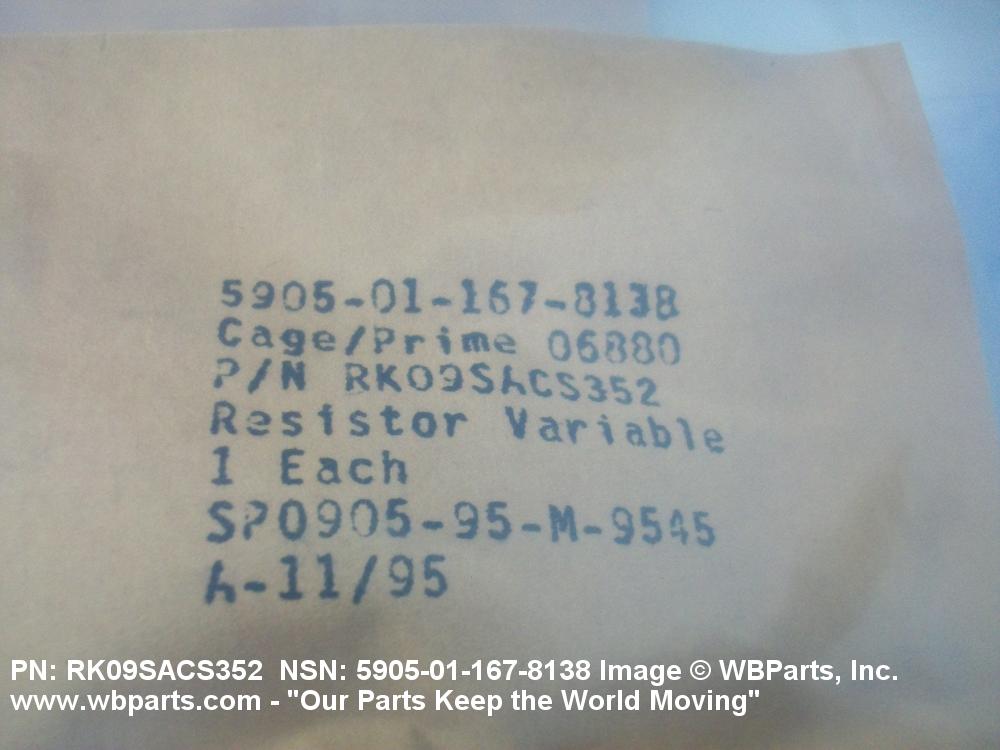 5905-01-167-8138
Cage/Prime 06880
P/N RK09SACS352
Resistor Variable
1 Each
SP0905-95-M-9545
A-11/95
PN: RK09SACS352 NSN: 5905-01-167-8138 Image © WBParts, Inc.
www.wbparts.com - "Our Parts Keep the World Moving"